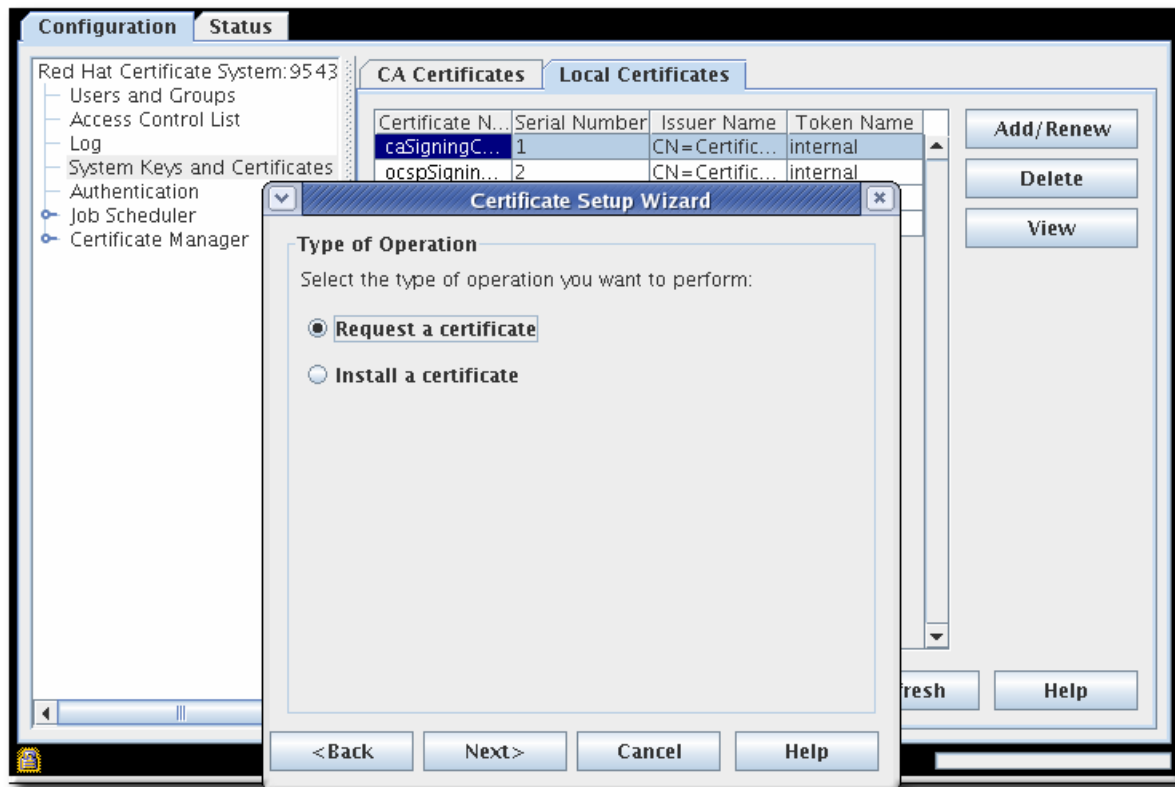 Configuration Status
Red Hat Certificate System:9543
Users and Groups
Access Control List
Log
System Keys and Certificates
Authentication
Job Scheduler
Certificate Manager
CA Certificates Local Certificates
Certificate N... Serial Number Issuer Name Token Name
caSigningC... 1 CN=Certific... internal
ocspSignin... 2 CN=Certific... internal
Add/Renew
Delete
View
Certificate Setup Wizard
Type of Operation
Select the type of operation you want to perform:
Request a certificate
Install a certificate
<Back Next> Cancel Help
fresh Help